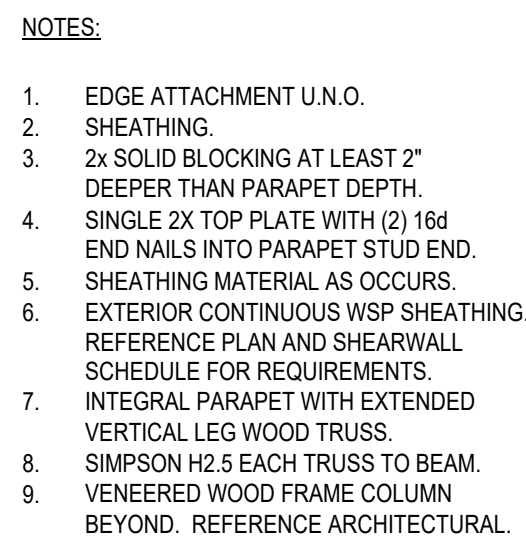 NOTES:
1. EDGE ATTACHMENT U.N.O.
2. SHEATHING.
3. 2x SOLID BLOCKING AT LEAST 2"
DEEPER THAN PARAPET DEPTH.
4. SINGLE 2X TOP PLATE WITH (2) 16d
END NAILS INTO PARAPET STUD END.
5. SHEATHING MATERIAL AS OCCURS.
6. EXTERIOR CONTINUOUS WSP SHEATHING.
REFERENCE PLAN AND SHEARWALL
SCHEDULE FOR REQUIREMENTS.
7. INTEGRAL PARAPET WITH EXTENDED
VERTICAL LEG WOOD TRUSS.
8. SIMPSON H2.5 EACH TRUSS TO BEAM.
9. VENEERED WOOD FRAME COLUMN
BEYOND. REFERENCE ARCHITECTURAL.